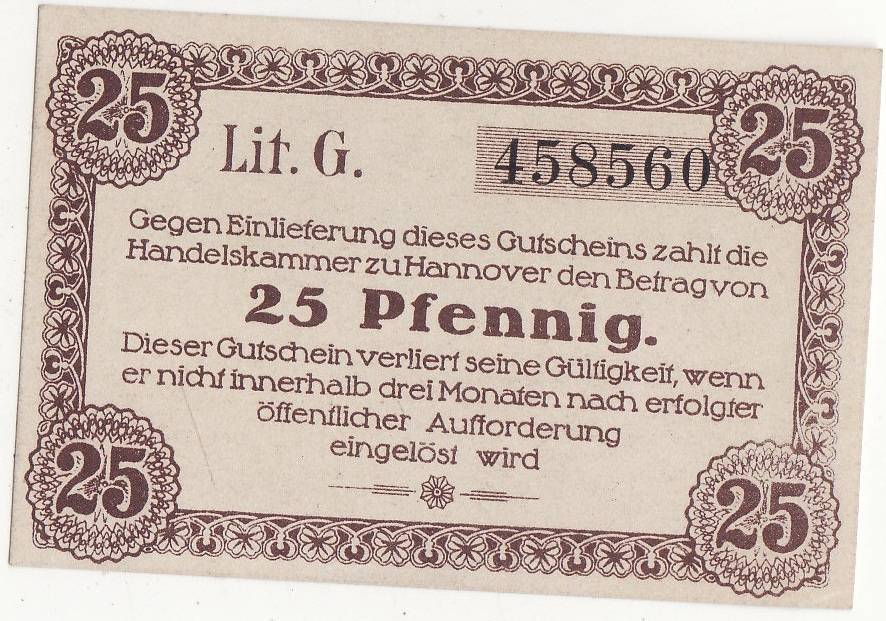 25 25
Lit. G. 458560
Gegen Einlieferung dieses Gutscheins zahlt die
Handelskammer zu Hannover den Betrag von
25 Pfennig.
Dieser Gutschein verliert seine Gültigkeit, wenn
er nicht innerhalb drei Monaten nach erfolgter
öffentlicher Aufforderung
eingelöst wird
25 25